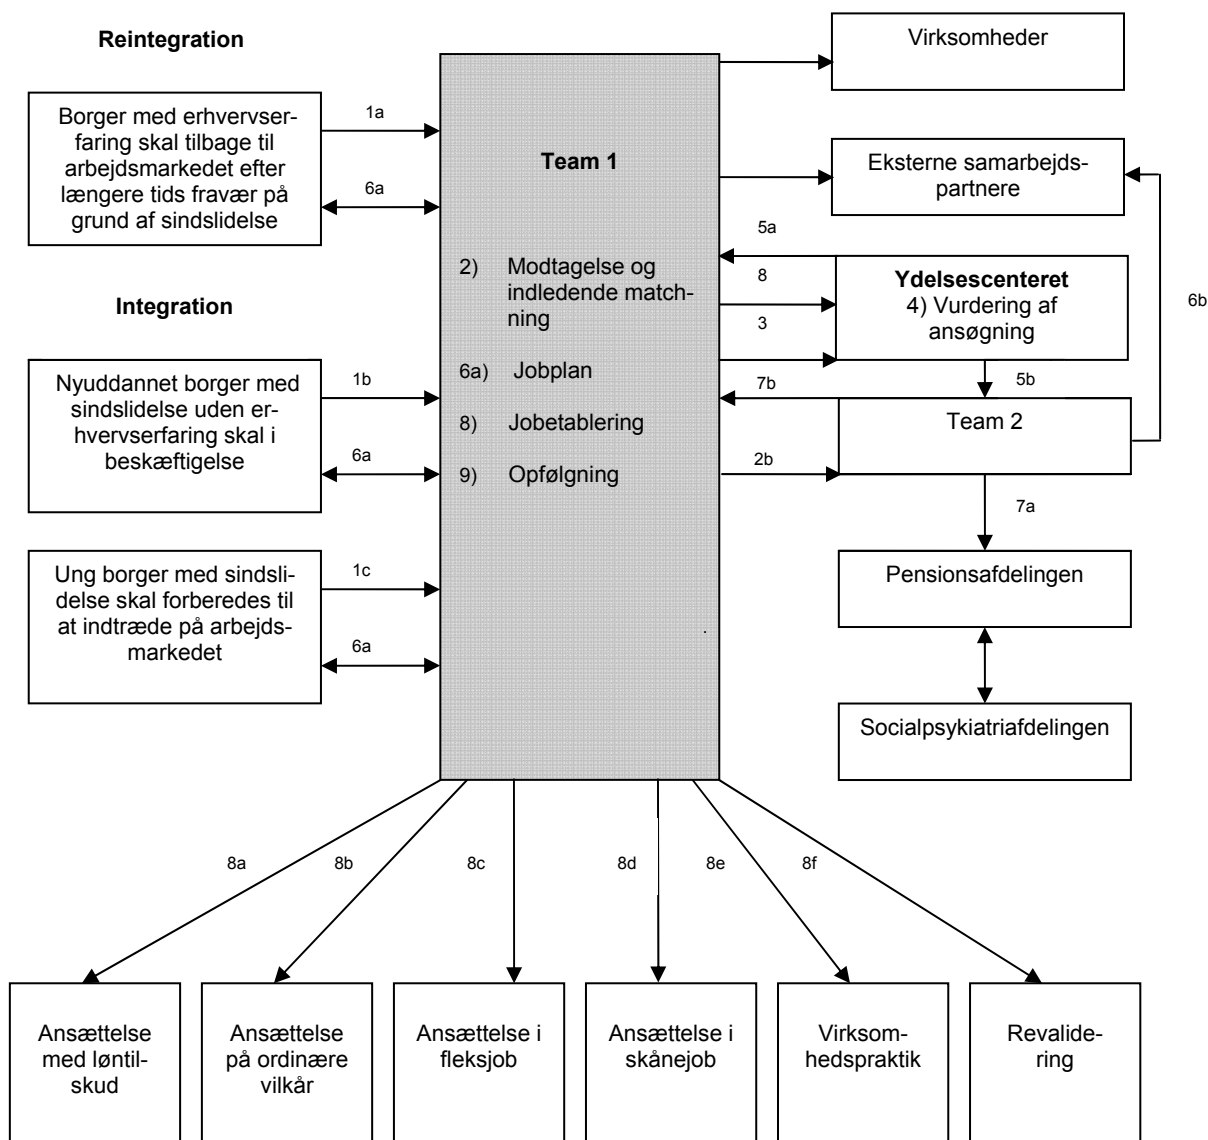 Reintegration
Borger med erhvervser-
faring skal tilbage til
arbejdsmarkedet efter
længere tids fravær på
grund af sindslidelse
1a
6a
Integration
Nyuddannet borger med
sindslidelse uden er-
hvervserfaring skal i
beskæftigelse
1b
6a
Ung borger med sindsli-
delse skal forberedes til
at indtræde på arbejds-
markedet
1c
6a
Team 1
2) Modtagelse og
indledende match-
ning
6a) Jobplan
8) Jobetablering
9) Opfølgning
.
Virksomheder
Eksterne samarbejds-
partnere
5a
8
3
Ydelsescenteret
4) Vurdering af
ansøgning
6b
5b
7b
Team 2
2b
7a
Pensionsafdelingen
Socialpsykiatriafdelingen
8a
8b
8c
8d
8e
8f
Ansættelse
med løntil-
skud
Ansættelse
på ordinære
vilkår
Ansættelse i
fleksjob
Ansættelse i
skånejob
Virksom-
hedspraktik
Revalide-
ring